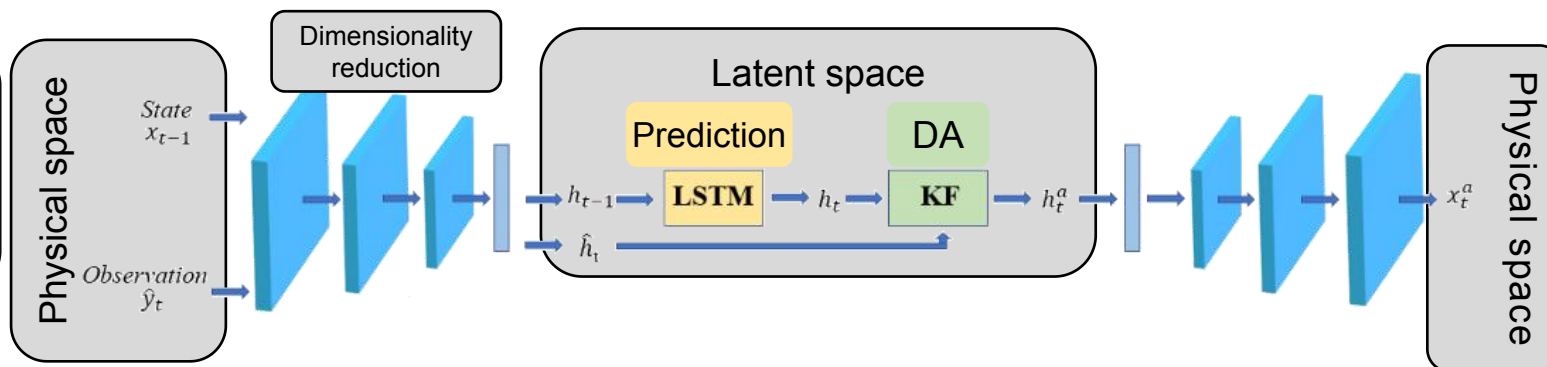 Physical space
State
x_{t-1}
Observation
ŷ_t
Dimensionality
reduction
Latent space
Prediction
DA
h_{t-1}
LSTM
h_t
KF
h_t^a
ĥ_t
x_t^a
Physical space